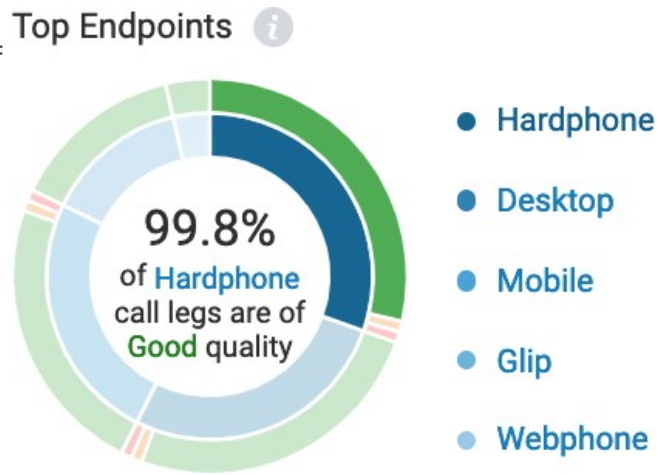 Top Endpoints i
99.8%
of Hardphone
call legs are of
Good quality
Hardphone
Desktop
Mobile
Glip
Webphone